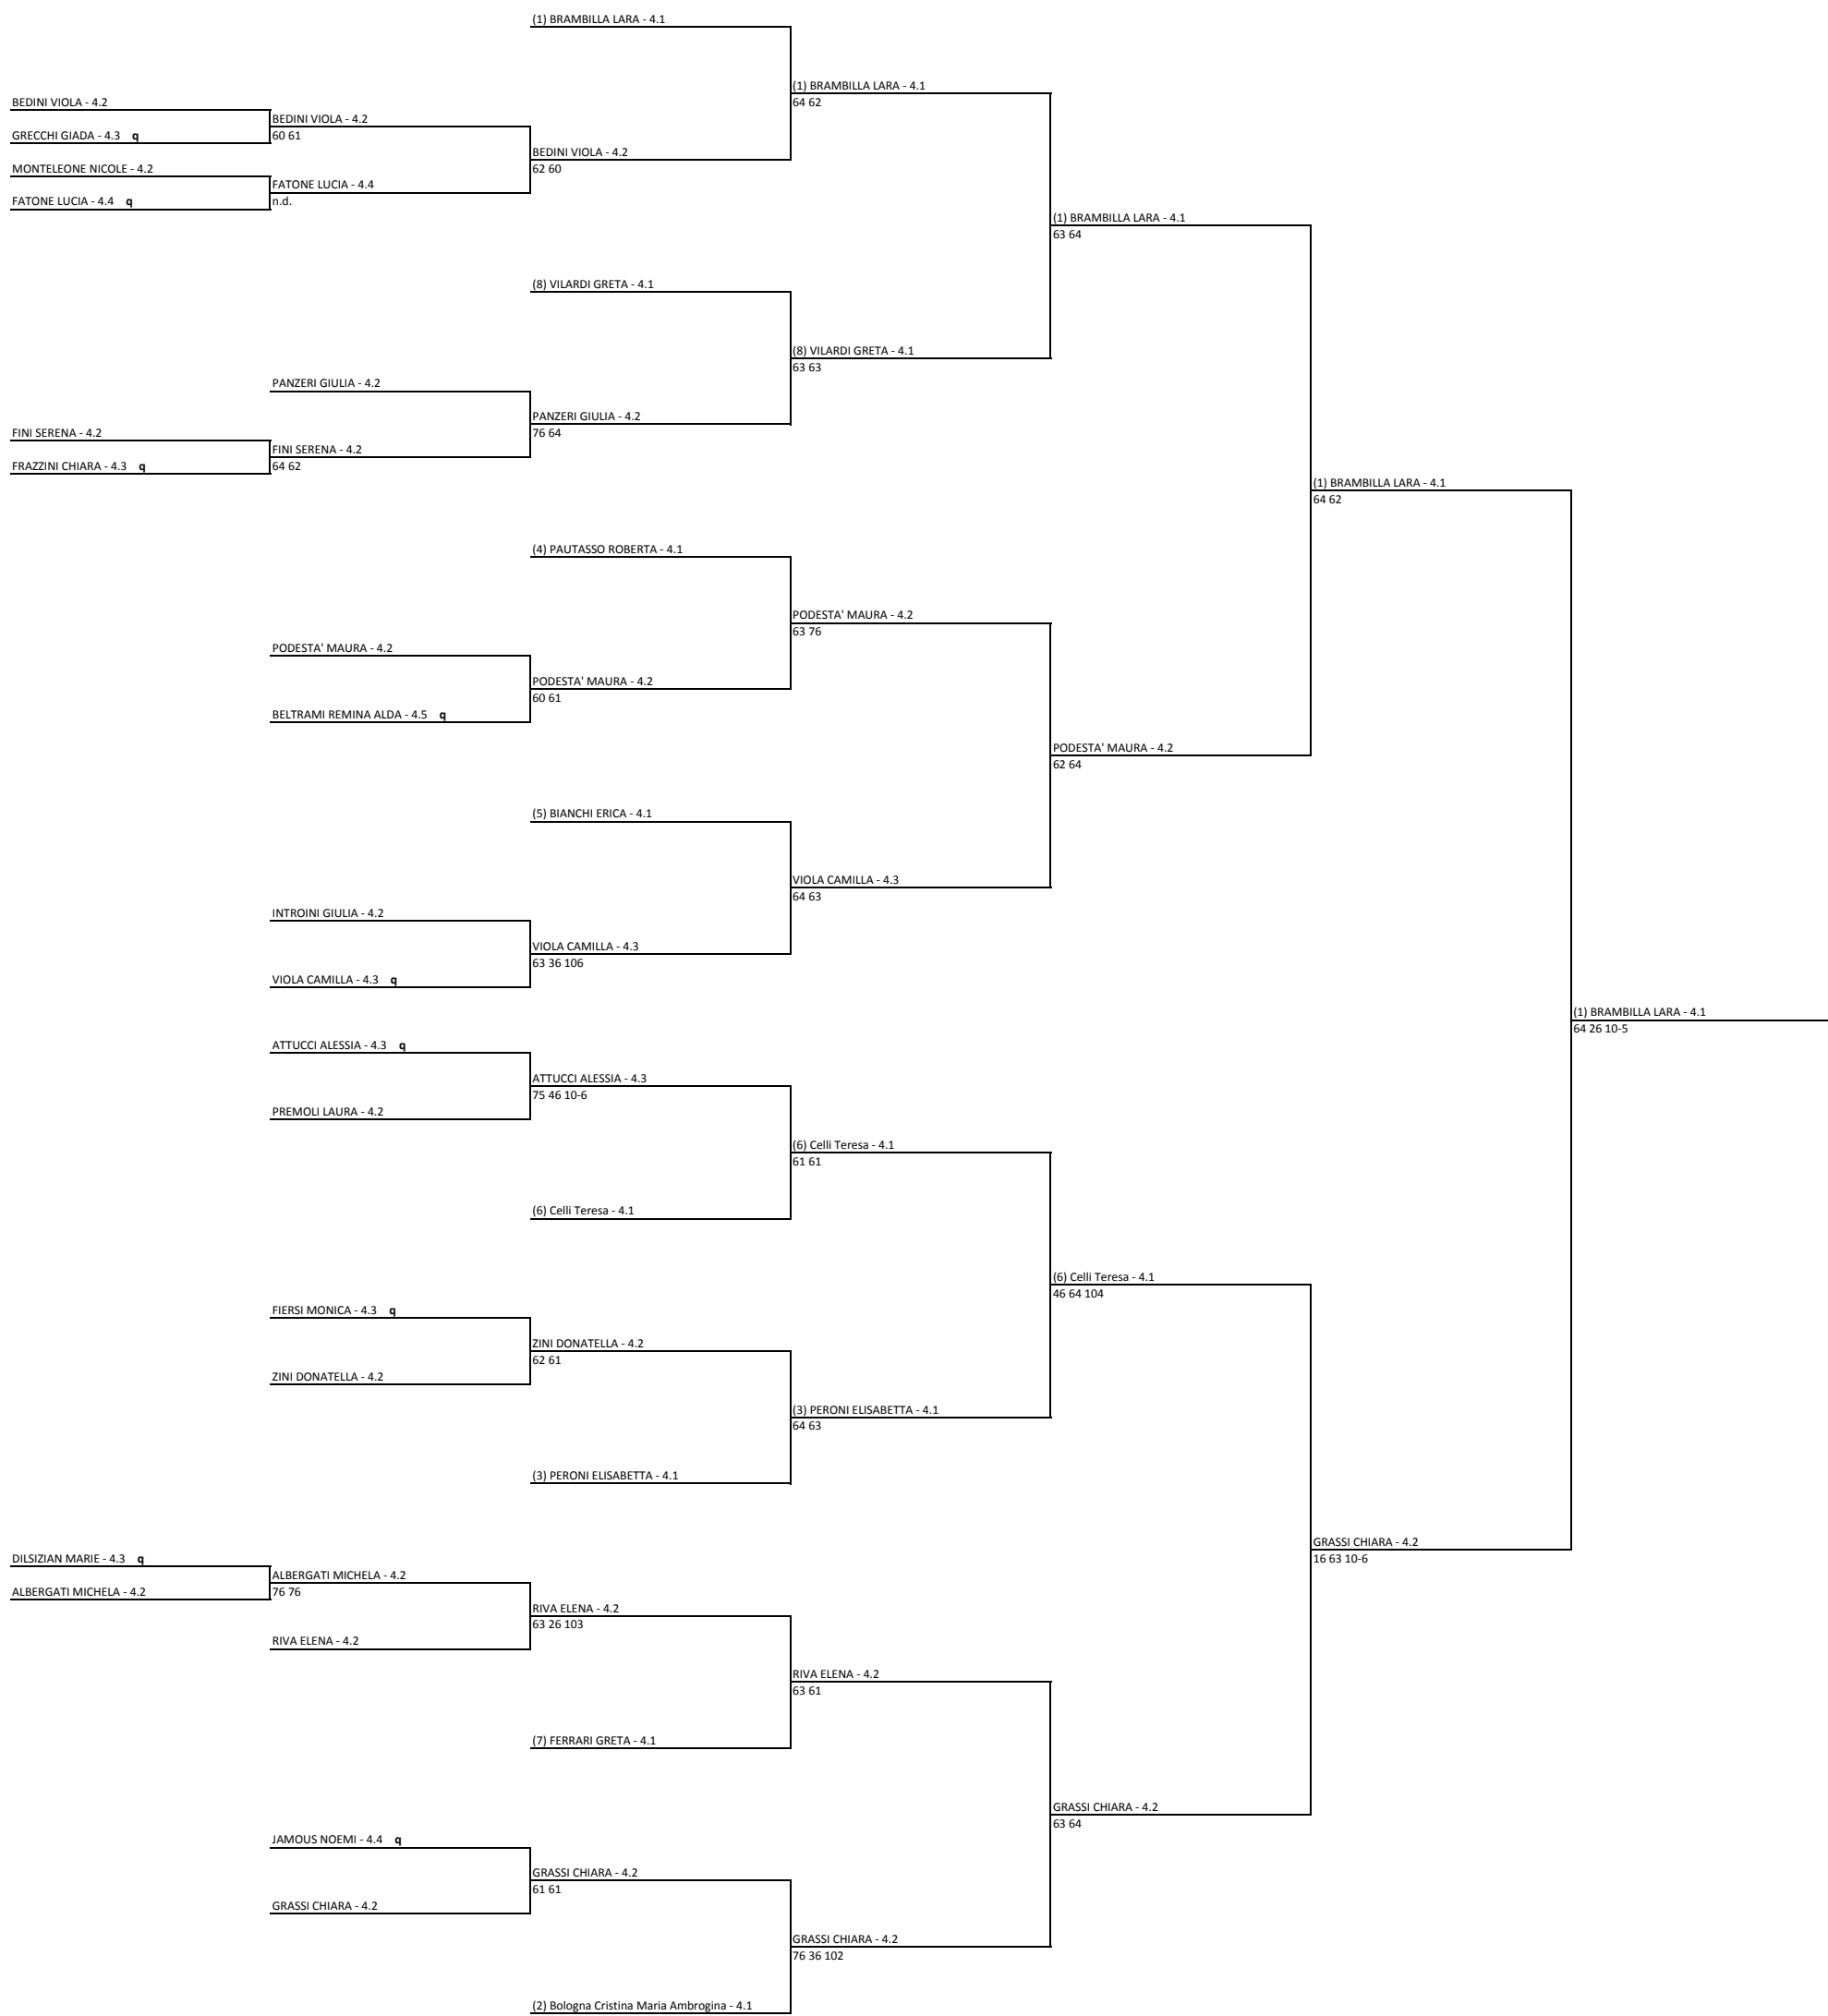 (1) BRAMBILLA LARA - 4.1
(1) BRAMBILLA LARA - 4.1
64 62
BEDINI VIOLA - 4.2
BEDINI VIOLA - 4.2
60 61
GRECCHI GIADA - 4.3 q
BEDINI VIOLA - 4.2
62 60
MONTELEONE NICOLE - 4.2
FATONE LUCIA - 4.4
n.d.
FATONE LUCIA - 4.4 q
(1) BRAMBILLA LARA - 4.1
63 64
(8) VILARDI GRETA - 4.1
(8) VILARDI GRETA - 4.1
63 63
PANZERI GIULIA - 4.2
PANZERI GIULIA - 4.2
76 64
FINI SERENA - 4.2
FINI SERENA - 4.2
64 62
FRAZZINI CHIARA - 4.3 q
(1) BRAMBILLA LARA - 4.1
64 62
(4) PAUTASSO ROBERTA - 4.1
PODESTA' MAURA - 4.2
63 76
PODESTA' MAURA - 4.2
PODESTA' MAURA - 4.2
60 61
BELTRAMI REMINA ALDA - 4.5 q
PODESTA' MAURA - 4.2
62 64
(5) BIANCHI ERICA - 4.1
VIOLA CAMILLA - 4.3
64 63
INTROINI GIULIA - 4.2
VIOLA CAMILLA - 4.3
63 36 106
VIOLA CAMILLA - 4.3 q
(1) BRAMBILLA LARA - 4.1
64 26 10-5
ATTUCCI ALESSIA - 4.3 q
ATTUCCI ALESSIA - 4.3
75 46 10-6
PREMOLI LAURA - 4.2
(6) Celli Teresa - 4.1
61 61
(6) Celli Teresa - 4.1
(6) Celli Teresa - 4.1
46 64 104
FIERSI MONICA - 4.3 q
ZINI DONATELLA - 4.2
62 61
ZINI DONATELLA - 4.2
(3) PERONI ELISABETTA - 4.1
64 63
(3) PERONI ELISABETTA - 4.1
GRASSI CHIARA - 4.2
16 63 10-6
DILSIZIAN MARIE - 4.3 q
ALBERGATI MICHELA - 4.2
76 76
ALBERGATI MICHELA - 4.2
RIVA ELENA - 4.2
63 26 103
RIVA ELENA - 4.2
RIVA ELENA - 4.2
63 61
(7) FERRARI GRETA - 4.1
GRASSI CHIARA - 4.2
63 64
JAMOUS NOEMI - 4.4 q
GRASSI CHIARA - 4.2
61 61
GRASSI CHIARA - 4.2
GRASSI CHIARA - 4.2
76 36 102
(2) Bologna Cristina Maria Ambrogina - 4.1